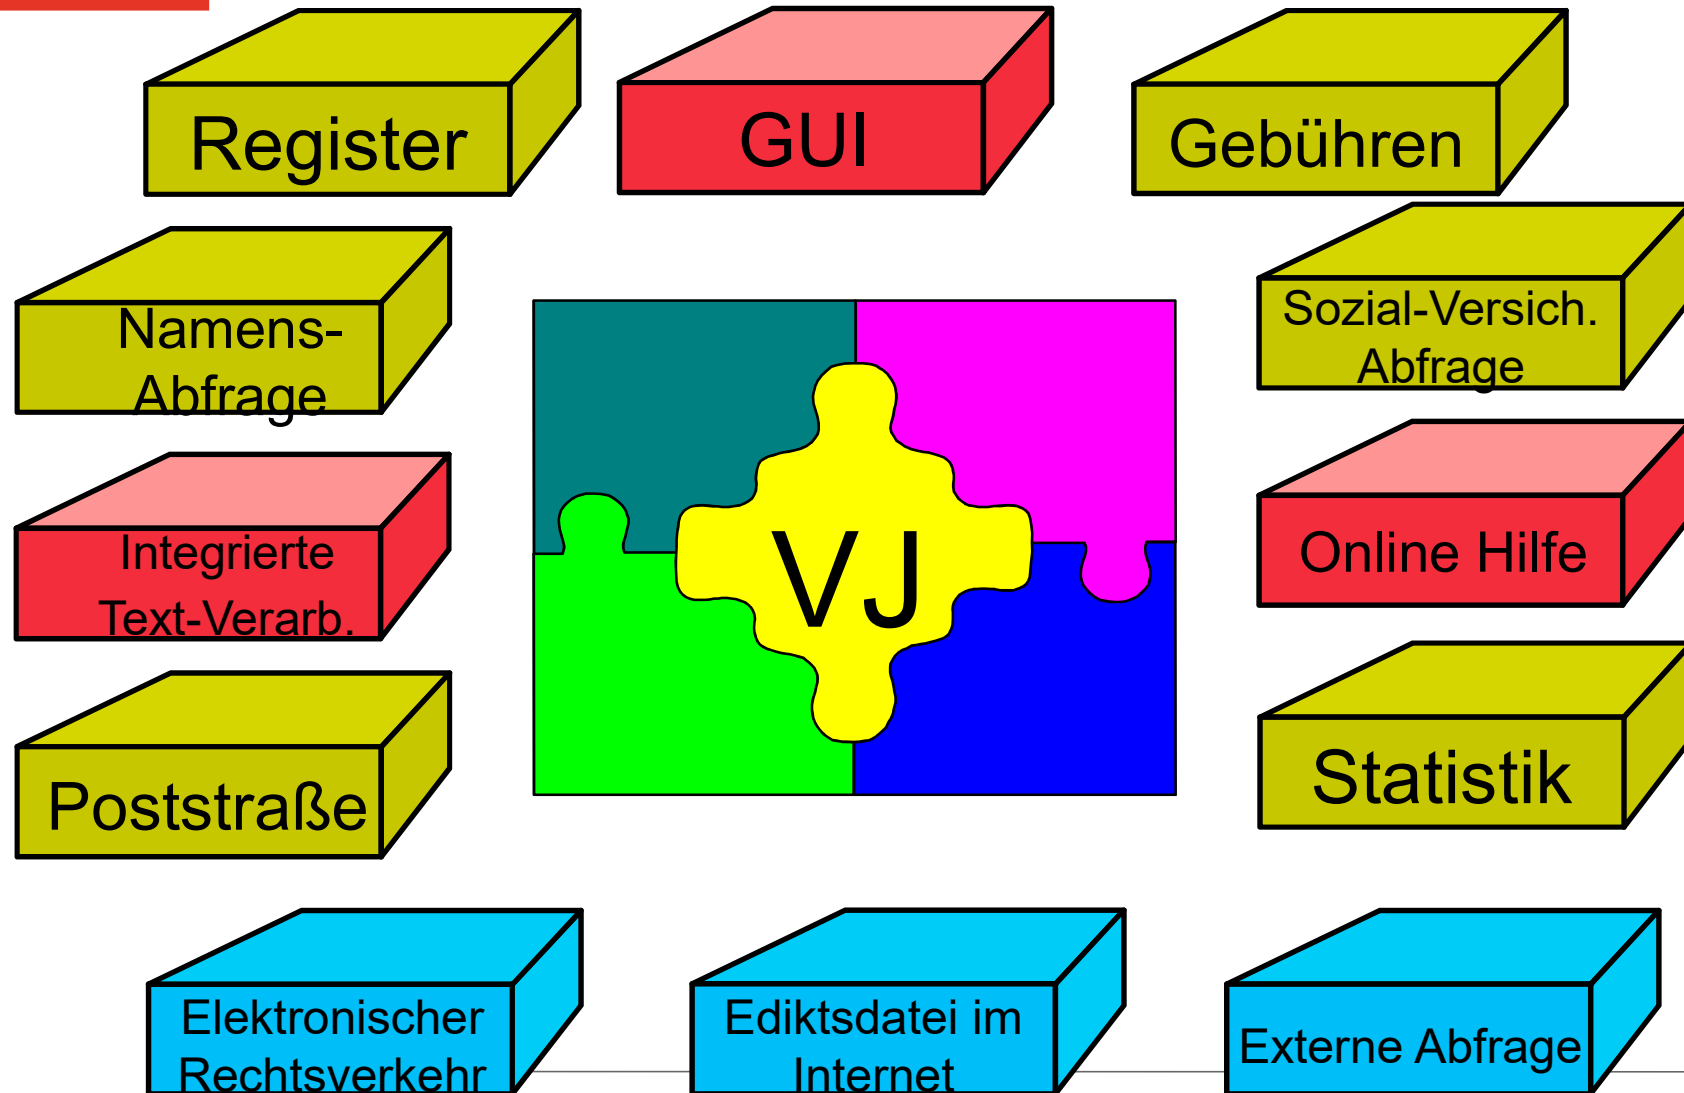 Register
GUI
Gebühren
Namens-
Abfrage
Sozial-Versich.
Abfrage
Integrierte
Text-Verarb.
VJ
Online Hilfe
Poststraße
Statistik
Elektronischer
Rechtsverkehr
Ediktsdatei im
Internet
Externe Abfrage